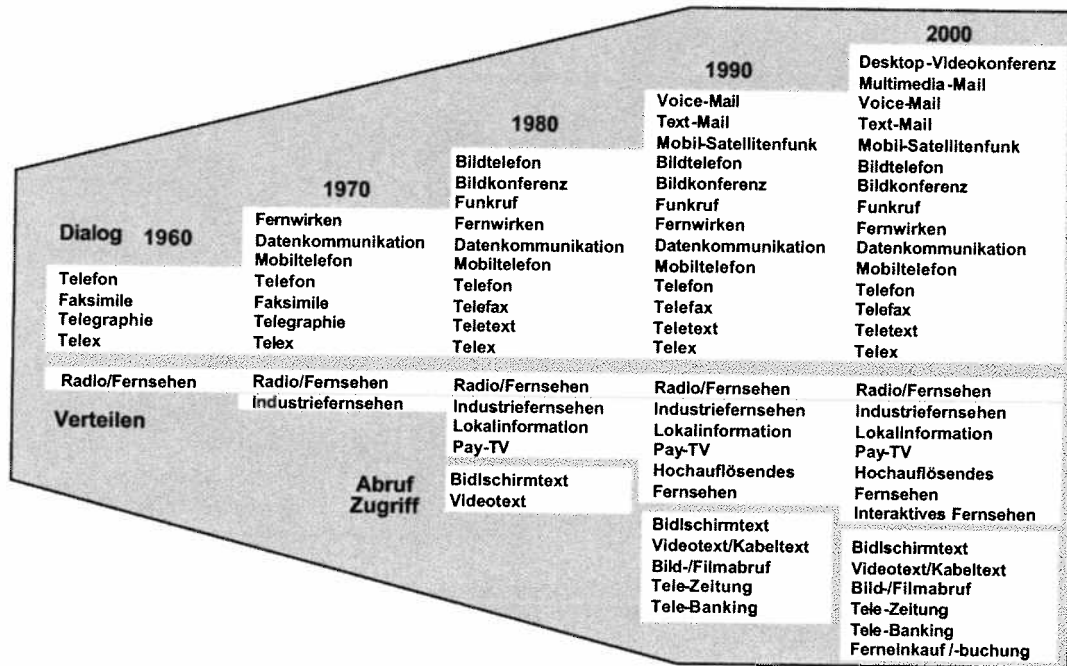 Dialog 1960
Telefon
Faksimile
Telegraphie
Telex
Radio/Fernsehen
Verteilen
1970
Fernwirken
Datenkommunikation
Mobiltelefon
Telefon
Faksimile
Telegraphie
Telex
Radio/Fernsehen
Industriefernsehen
Abruf
Zugriff
1980
Bildtelefon
Bildkonferenz
Funkruf
Fernwirken
Datenkommunikation
Mobiltelefon
Telefon
Telefax
Teletext
Telex
Radio/Fernsehen
Industriefernsehen
Lokalinformation
Pay-TV
Bidlschirmtext
Videotext
1990
Voice-Mail
Text-Mail
Mobil-Satellitenfunk
Bildtelefon
Bildkonferenz
Funkruf
Fernwirken
Datenkommunikation
Mobiltelefon
Telefon
Telefax
Teletext
Telex
Radio/Fernsehen
Industriefernsehen
Lokalinformation
Pay-TV
Hochauflösendes
Fernsehen
Bidlschirmtext
Videotext/Kabeltext
Bild-/Filmabruf
Tele-Zeitung
Tele-Banking
2000
Desktop-Videokonferenz
Multimedia-Mail
Voice-Mail
Text-Mail
Mobil-Satellitenfunk
Bildtelefon
Bildkonferenz
Funkruf
Fernwirken
Datenkommunikation
Mobiltelefon
Telefon
Telefax
Teletext
Telex
Radio/Fernsehen
Industriefernsehen
Lokalinformation
Pay-TV
Hochauflösendes
Fernsehen
Interaktives Fernsehen
Bidlschirmtext
Videotext/Kabeltext
Bild-/Filmabruf
Tele-Zeitung
Tele-Banking
Ferneinkauf/-buchung